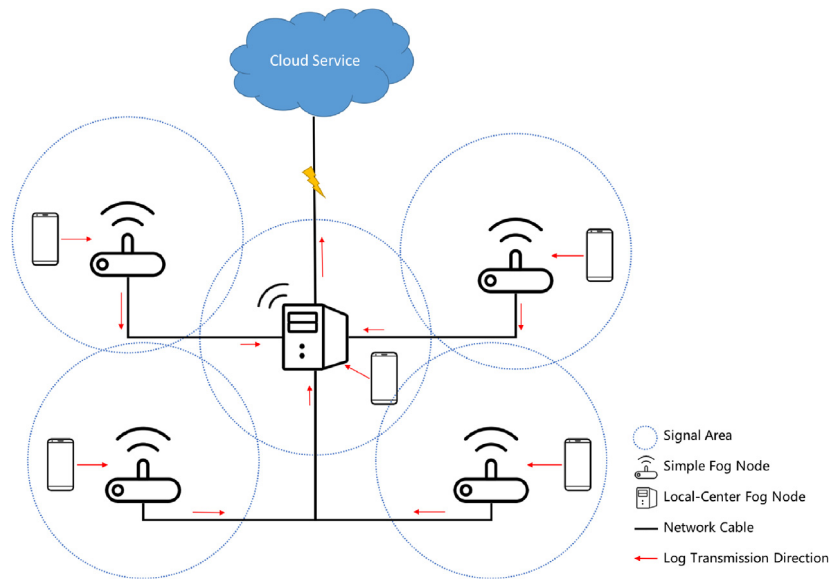 Cloud Service
Signal Area
Simple Fog Node
Local-Center Fog Node
Network Cable
Log Transmission Direction